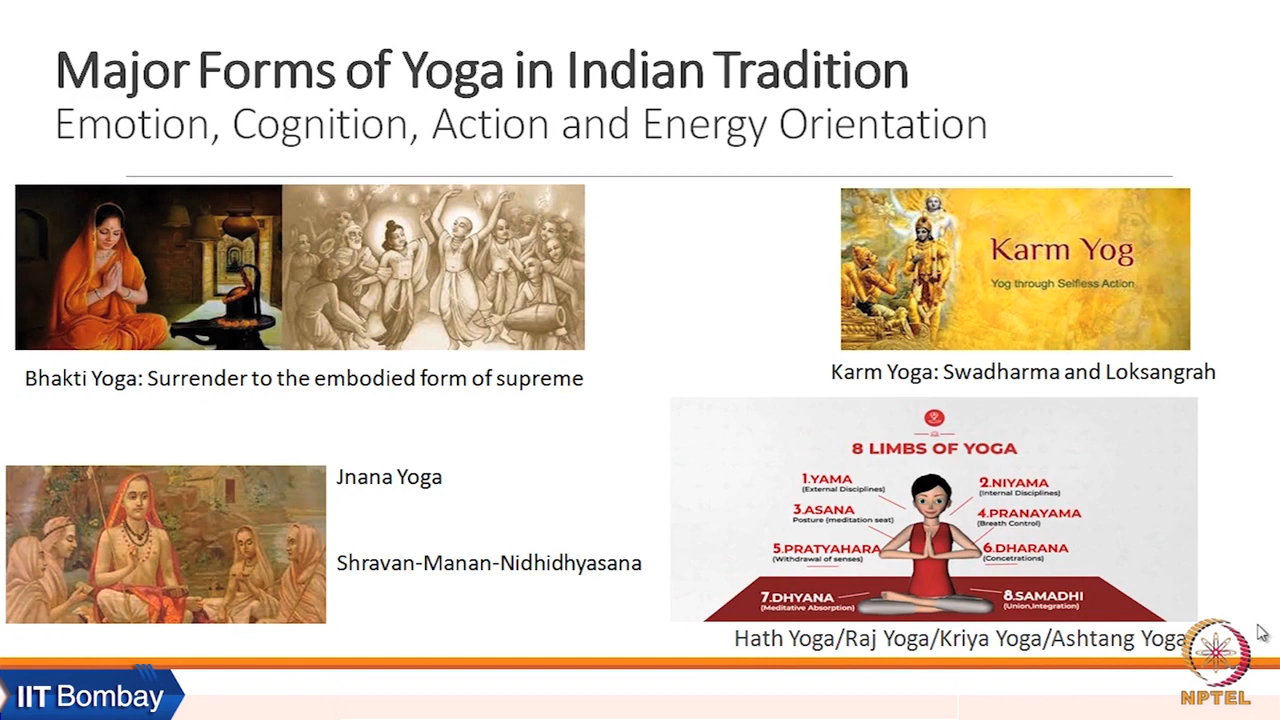 Major Forms of Yoga in Indian Tradition
Emotion, Cognition, Action and Energy Orientation
Karm Yog
Yog through Selfless Action
Bhakti Yoga: Surrender to the embodied form of supreme
Karm Yoga: Swadharma and Loksangrah
Jnana Yoga
Shravan-Manan-Nidhidhyasana
8 LIMBS OF YOGA
1.YAMA
(External Disciplines)
2.NIYAMA
(Internal Disciplines)
3.ASANA
Posture (meditation seat)
4.PRANAYAMA
(Breath Control)
5.PRATYAHARA
(Withdrawal of senses)
6.DHARANA
(Concetrations)
7.DHYANA
(Meditative Absorption)
8.SAMADHI
(Union,Integration)
Hath Yoga/Raj Yoga/Kriya Yoga/Ashtang Yoga
IIT Bombay
NPTEL